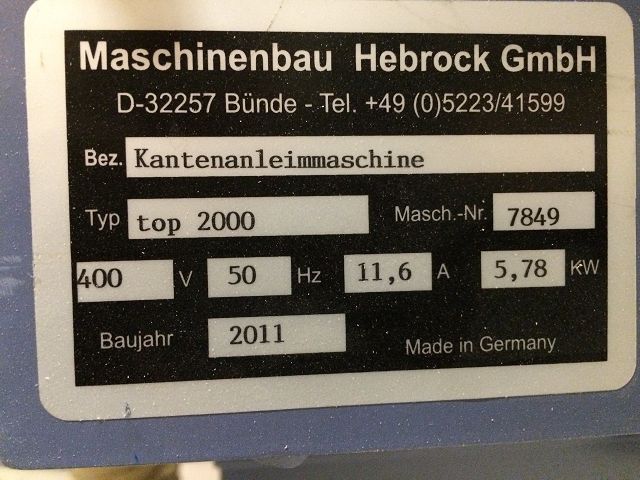 Maschinenbau Hebrock GmbH
D-32257 Bünde - Tel. +49 (0)5223/41599
Bez. Kantenanleimmaschine
Typ top 2000 Masch.-Nr. 7849
400 V 50 Hz 11,6 A 5,78 KW
Baujahr 2011 Made in Germany